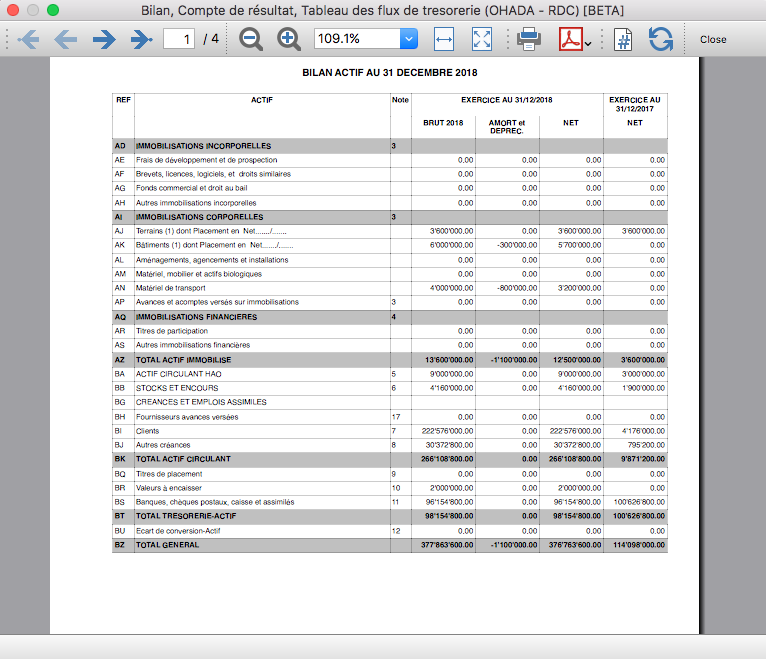 Bilan, Compte de résultat, Tableau des flux de tresorerie (OHADA - RDC) [BETA]
1 / 4 109.1% Close
BILAN ACTIF AU 31 DECEMBRE 2018
REF ACTIF Note EXERCICE AU 31/12/2018 EXERCICE AU 31/12/2017
BRUT 2018 AMORT et DEPREC. NET NET
AD IMMOBILISATIONS INCORPORELLES 3
AE Frais de développement et de prospection 0.00 0.00 0.00 0.00
AF Brevets, licences, logiciels, et droits similaires 0.00 0.00 0.00 0.00
AG Fonds commercial et droit au bail 0.00 0.00 0.00 0.00
AH Autres immobilisations incorporelles 0.00 0.00 0.00 0.00
AI IMMOBILISATIONS CORPORELLES 3
AJ Terrains (1) dont Placement en Net......./....... 3'600'000.00 0.00 3'600'000.00 3'600'000.00
AK Bâtiments (1) dont Placement en Net......./....... 6'000'000.00 -300'000.00 5'700'000.00 0.00
AL Aménagements, agencements et installations 0.00 0.00 0.00 0.00
AM Matériel, mobilier et actifs biologiques 0.00 0.00 0.00 0.00
AN Matériel de transport 4'000'000.00 -800'000.00 3'200'000.00 0.00
AP Avances et acomptes versés sur immobilisations 3 0.00 0.00 0.00 0.00
AQ IMMOBILISATIONS FINANCIERES 4
AR Titres de participation 0.00 0.00 0.00 0.00
AS Autres immobilisations financières 0.00 0.00 0.00 0.00
AZ TOTAL ACTIF IMMOBILISE 13'600'000.00 -1'100'000.00 12'500'000.00 3'600'000.00
BA ACTIF CIRCULANT HAO 5 9'000'000.00 0.00 9'000'000.00 3'000'000.00
BB STOCKS ET ENCOURS 6 4'160'000.00 0.00 4'160'000.00 1'900'000.00
BG CREANCES ET EMPLOIS ASSIMILES
BH Fournisseurs avances versées 17 0.00 0.00 0.00 0.00
BI Clients 7 222'576'000.00 0.00 222'576'000.00 4'176'000.00
BJ Autres créances 8 30'372'800.00 0.00 30'372'800.00 795'200.00
BK TOTAL ACTIF CIRCULANT 266'108'800.00 0.00 266'108'800.00 9'871'200.00
BQ Titres de placement 9 0.00 0.00 0.00 0.00
BR Valeurs à encaisser 10 2'000'000.00 0.00 2'000'000.00 0.00
BS Banques, chèques postaux, caisse et assimilés 11 96'154'800.00 0.00 96'154'800.00 100'626'800.00
BT TOTAL TRESORERIE-ACTIF 98'154'800.00 0.00 98'154'800.00 100'626'800.00
BU Ecart de conversion-Actif 12 0.00 0.00 0.00 0.00
BZ TOTAL GENERAL 377'863'600.00 -1'100'000.00 376'763'600.00 114'098'000.00